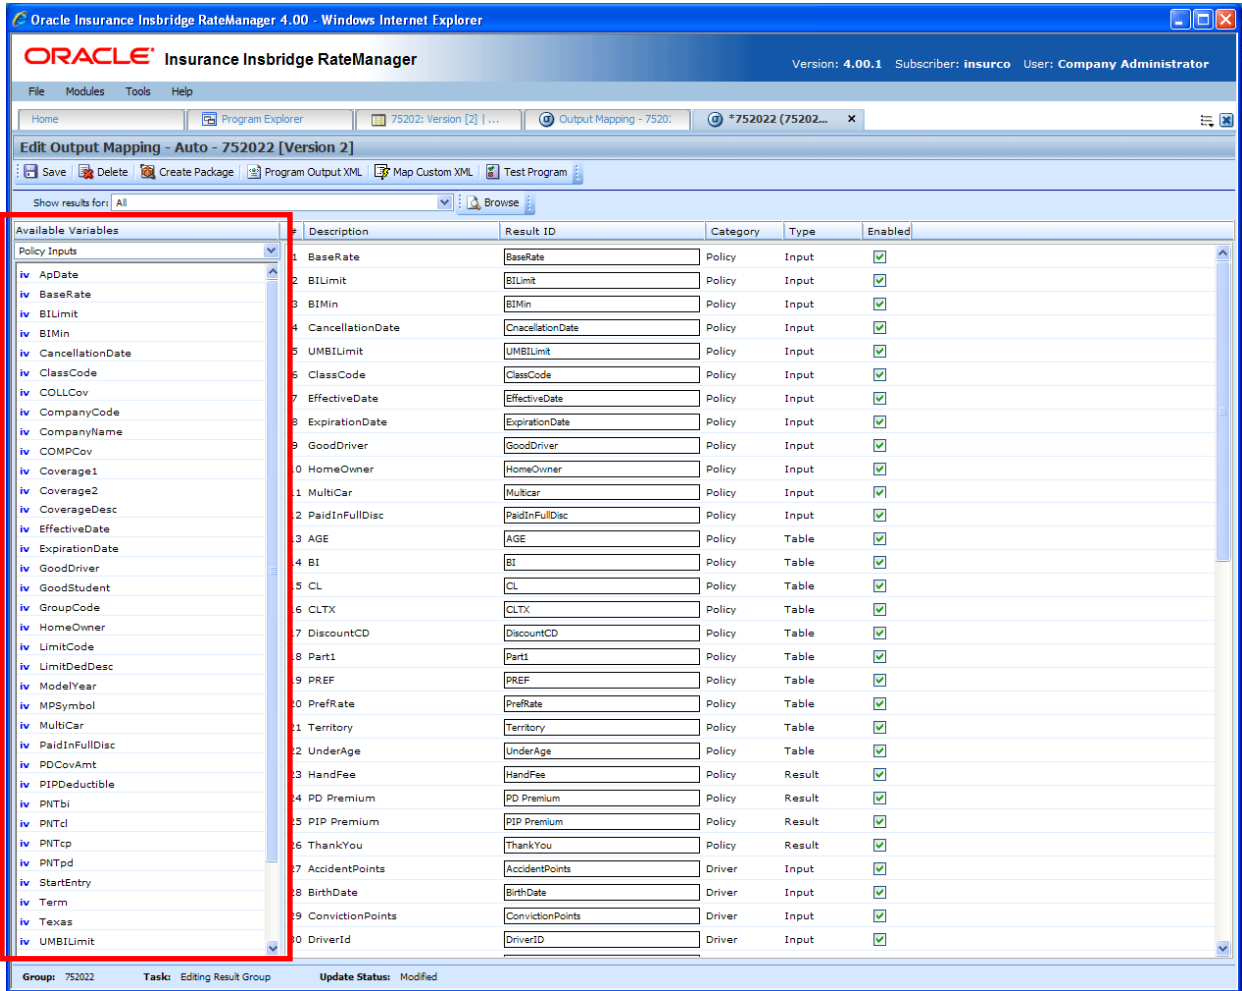 Oracle Insurance Insbridge RateManager 4.00 - Windows Internet Explorer
ORACLE Insurance Insbridge RateManager
Version: 4.00.1 Subscriber: insurco User: Company Administrator
File Modules Tools Help
Home Program Explorer 75202: Version [2] | ... Output Mapping - 7520: *752022 (75202... x
Edit Output Mapping - Auto - 752022 [Version 2]
Save Delete Create Package Program Output XML Map Custom XML Test Program
Show results for: All Browse
Available Variables
Policy Inputs
iv ApDate
iv BaseRate
iv BILimit
iv BIMin
iv CancellationDate
iv ClassCode
iv COLLCov
iv CompanyCode
iv CompanyName
iv COMPCov
iv Coverage1
iv Coverage2
iv CoverageDesc
iv EffectiveDate
iv ExpirationDate
iv GoodDriver
iv GoodStudent
iv GroupCode
iv HomeOwner
iv LimitCode
iv LimitDedDesc
iv ModelYear
iv MPSymbol
iv MultiCar
iv PaidInFullDisc
iv PDCovAmt
iv PIPDeductible
iv PNTbi
iv PNTcl
iv PNTcp
iv PNTpd
iv StartEntry
iv Term
iv Texas
iv UMBILimit
# Description Result ID Category Type Enabled
1 BaseRate BaseRate Policy Input
2 BILimit BILimit Policy Input
3 BIMin BIMin Policy Input
4 CancellationDate CnacellationDate Policy Input
5 UMBILimit UMBILimit Policy Input
6 ClassCode ClassCode Policy Input
7 EffectiveDate EffectiveDate Policy Input
8 ExpirationDate ExpirationDate Policy Input
9 GoodDriver GoodDriver Policy Input
10 HomeOwner HomeOwner Policy Input
11 MultiCar Multicar Policy Input
12 PaidInFullDisc PaidInFullDisc Policy Input
13 AGE AGE Policy Table
14 BI BI Policy Table
15 CL CL Policy Table
16 CLTX CLTX Policy Table
17 DiscountCD DiscountCD Policy Table
18 Part1 Part1 Policy Table
19 PREF PREF Policy Table
20 PrefRate PrefRate Policy Table
21 Territory Territory Policy Table
22 UnderAge UnderAge Policy Table
23 HandFee HandFee Policy Result
24 PD Premium PD Premium Policy Result
25 PIP Premium PIP Premium Policy Result
26 ThankYou ThankYou Policy Result
27 AccidentPoints AccidentPoints Driver Input
28 BirthDate BirthDate Driver Input
29 ConvictionPoints ConvictionPoints Driver Input
30 DriverId DriverID Driver Input
Group: 752022 Task: Editing Result Group Update Status: Modified